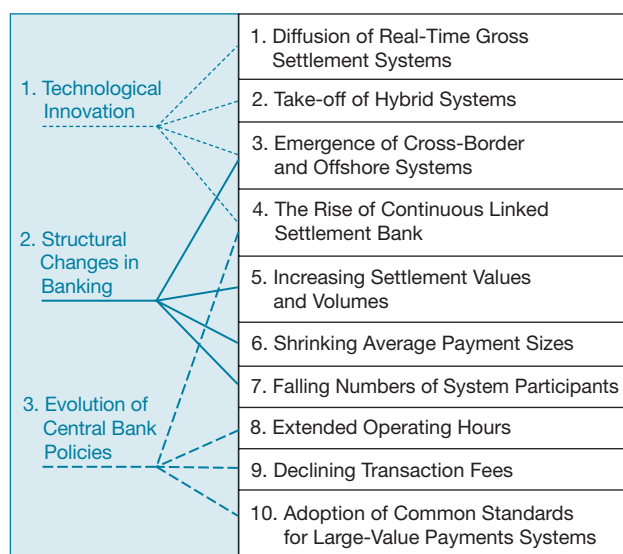 1. Technological
Innovation
2. Structural
Changes in
Banking
3. Evolution of
Central Bank
Policies
1. Diffusion of Real-Time Gross
Settlement Systems
2. Take-off of Hybrid Systems
3. Emergence of Cross-Border
and Offshore Systems
4. The Rise of Continuous Linked
Settlement Bank
5. Increasing Settlement Values
and Volumes
6. Shrinking Average Payment Sizes
7. Falling Numbers of System Participants
8. Extended Operating Hours
9. Declining Transaction Fees
10. Adoption of Common Standards
for Large-Value Payments Systems